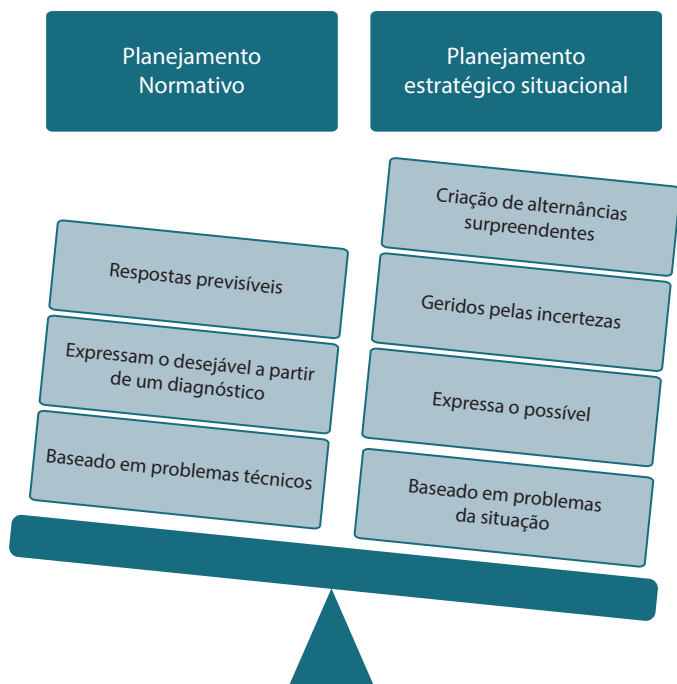 Planejamento
Normativo
Planejamento
estratégico situacional
Respostas previsíveis
Expressam o desejável a partir
de um diagnóstico
Baseado em problemas técnicos
Criação de alternâncias
surpreendentes
Geridos pelas incertezas
Expressa o possível
Baseado em problemas
da situação